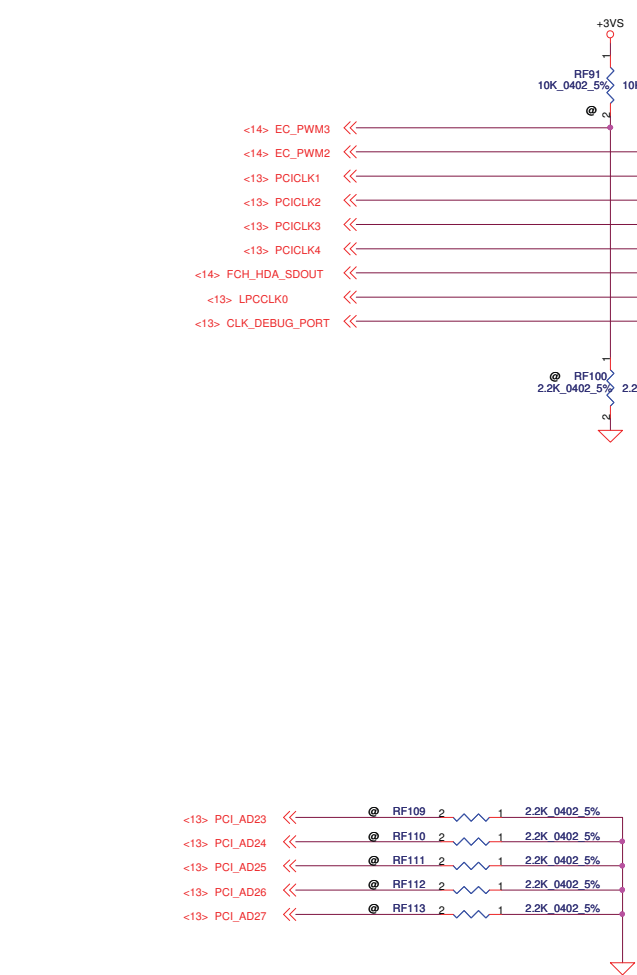 +3VS
1
RF91
10K_0402_5% 10K
@
2
<14> EC_PWM3
<14> EC_PWM2
<13> PCICLK1
<13> PCICLK2
<13> PCICLK3
<13> PCICLK4
<14> FCH_HDA_SDOUT
<13> LPCCLK0
<13> CLK_DEBUG_PORT
1
@ RF100
2.2K_0402_5% 2.2
2
<13> PCI_AD23 @ RF109 2 1 2.2K_0402_5%
<13> PCI_AD24 @ RF110 2 1 2.2K_0402_5%
<13> PCI_AD25 @ RF111 2 1 2.2K_0402_5%
<13> PCI_AD26 @ RF112 2 1 2.2K_0402_5%
<13> PCI_AD27 @ RF113 2 1 2.2K_0402_5%